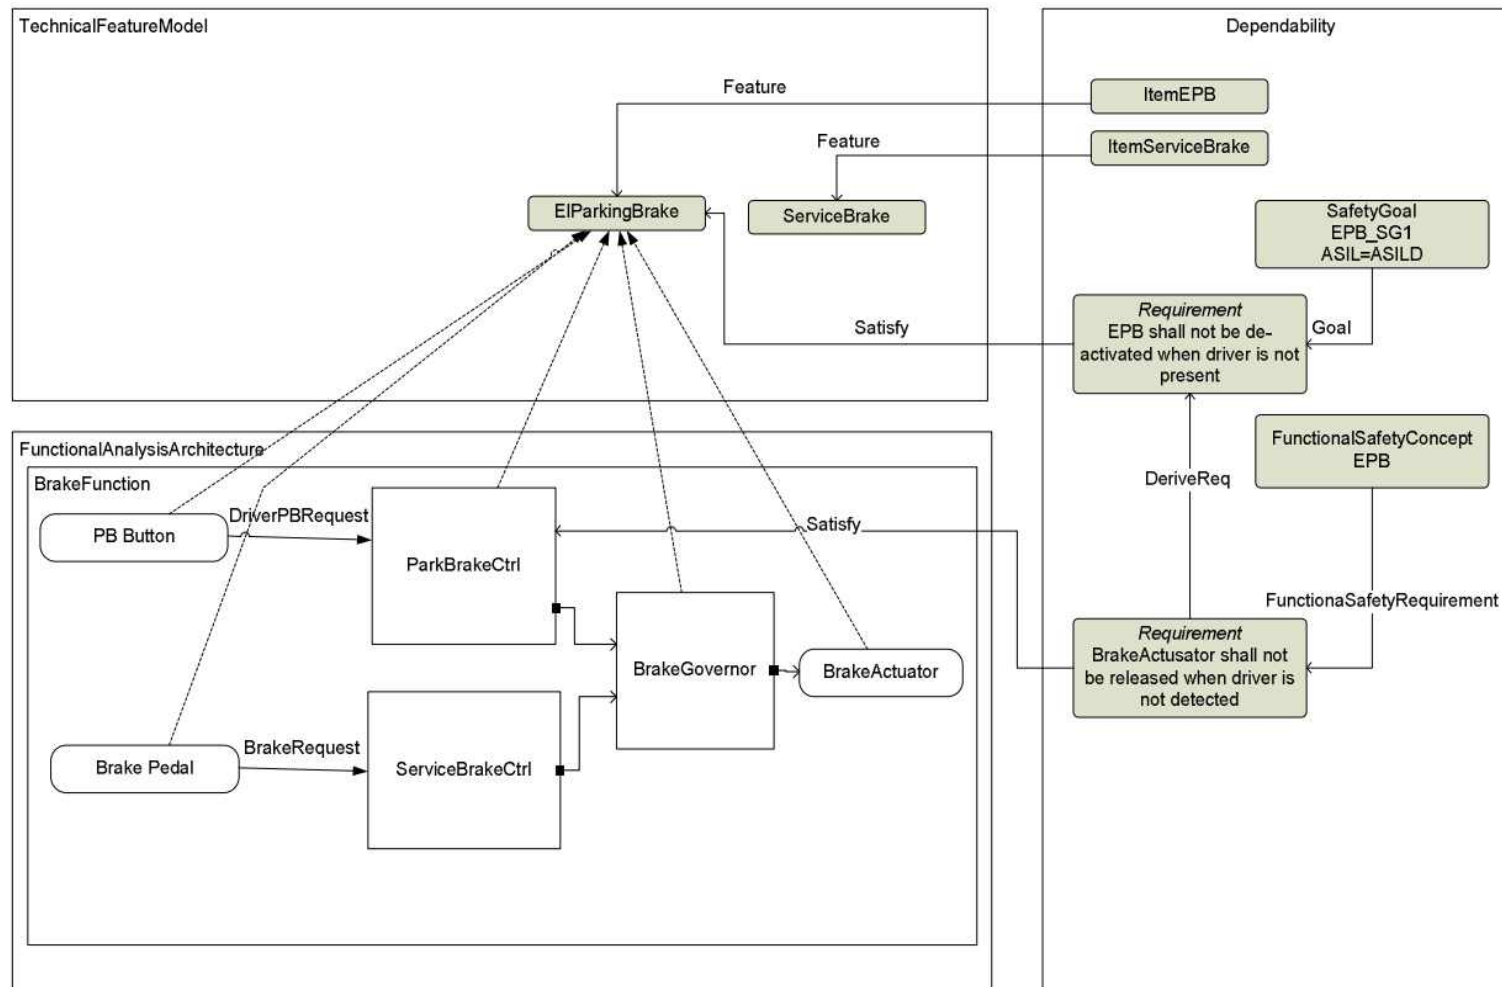 TechnicalFeatureModel
Dependability
Feature
ItemEPB
Feature
ItemServiceBrake
ElParkingBrake
ServiceBrake
SafetyGoal
EPB_SG1
ASIL=ASILD
Satisfy
Requirement
EPB shall not be de-
activated when driver is not
present
Goal
FunctionalAnalysisArchitecture
BrakeFunction
FunctionalSafetyConcept
EPB
DeriveReq
PB Button
DriverPBRequest
ParkBrakeCtrl
Satisfy
FunctionaSafetyRequirement
BrakeGovernor
BrakeActuator
Requirement
BrakeActusator shall not
be released when driver is
not detected
Brake Pedal
BrakeRequest
ServiceBrakeCtrl